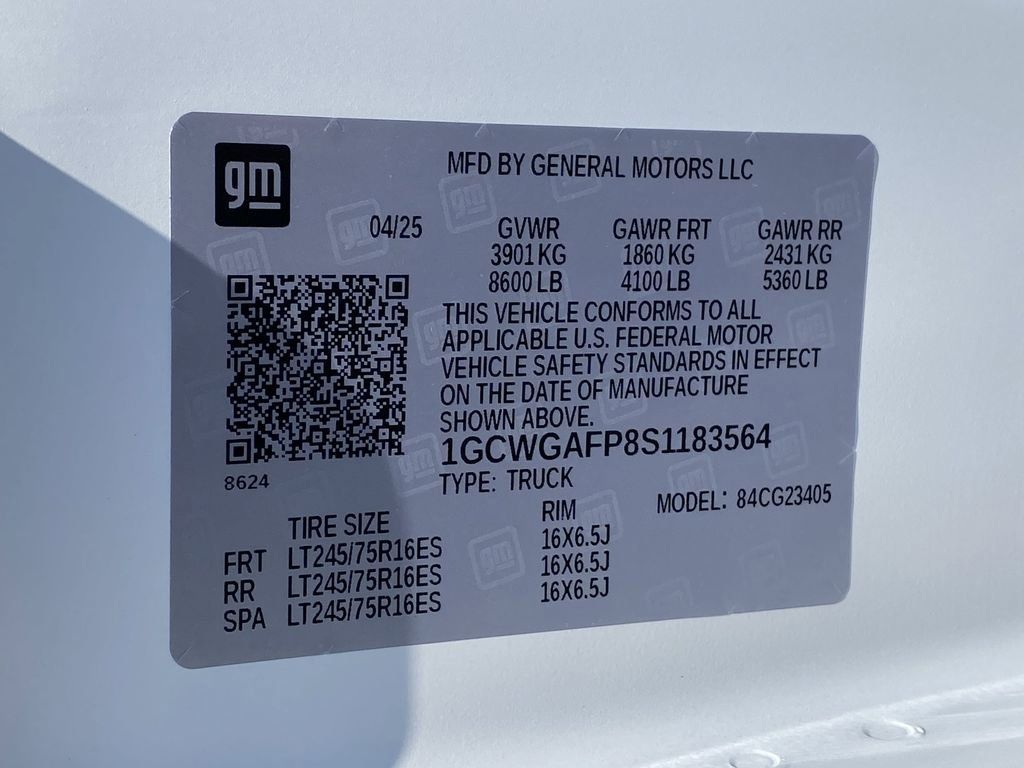 gm
MFD BY GENERAL MOTORS LLC
04/25 GVWR GAWR FRT GAWR RR
3901 KG 1860 KG 2431 KG
8600 LB 4100 LB 5360 LB
THIS VEHICLE CONFORMS TO ALL
APPLICABLE U.S. FEDERAL MOTOR
VEHICLE SAFETY STANDARDS IN EFFECT
ON THE DATE OF MANUFACTURE
SHOWN ABOVE.
1GCWGAFP8S1183564
8624
TYPE: TRUCK
MODEL: 84CG23405
TIRE SIZE RIM
FRT LT245/75R16ES 16X6.5J
RR LT245/75R16ES 16X6.5J
SPA LT245/75R16ES 16X6.5J